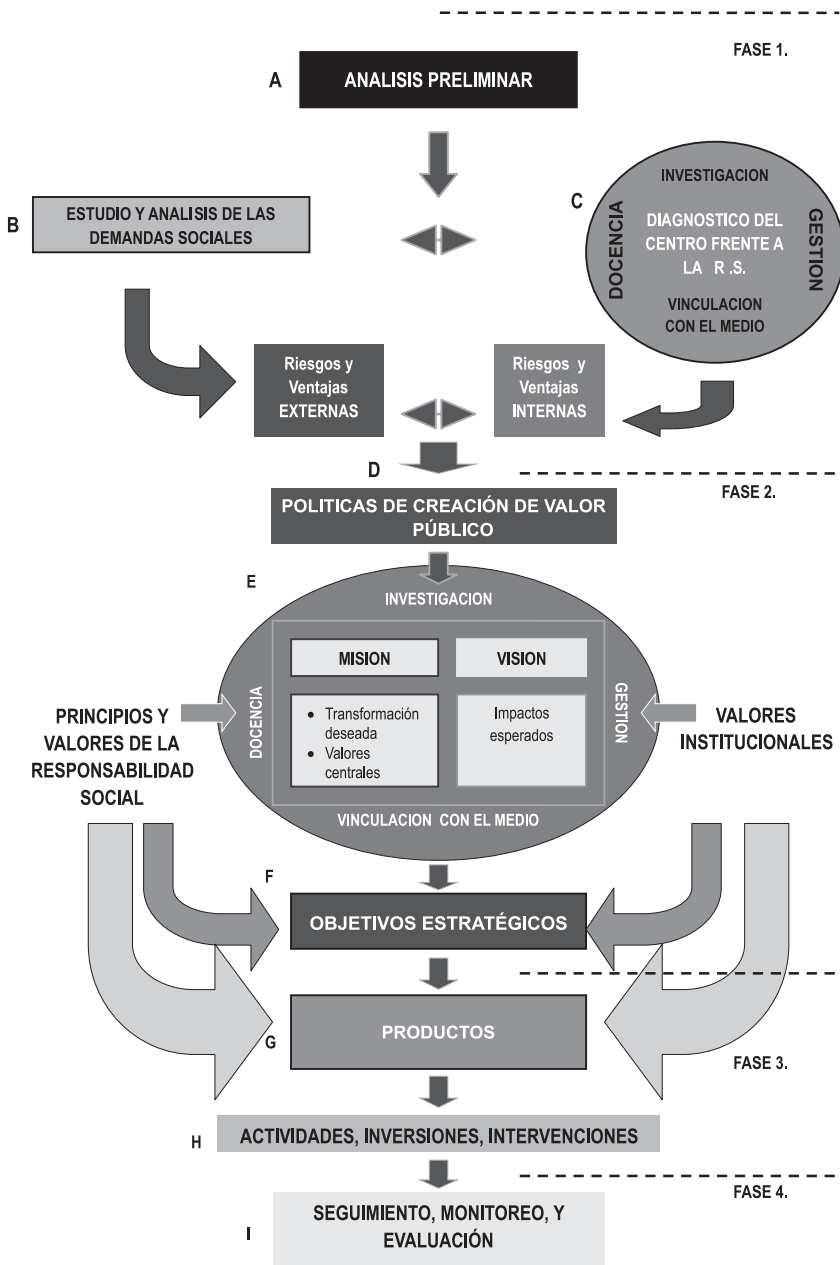 FASE 1.
A
ANALISIS PRELIMINAR
B
ESTUDIO Y ANALISIS DE LAS
DEMANDAS SOCIALES
C
INVESTIGACION
DOCENCIA
DIAGNOSTICO DEL
CENTRO FRENTE A
LA R .S.
GESTION
VINCULACION
CON EL MEDIO
Riesgos y
Ventajas
EXTERNAS
Riesgos y
Ventajas
INTERNAS
D
FASE 2.
POLITICAS DE CREACIÓN DE VALOR
PÚBLICO
E
INVESTIGACION
MISION
VISION
DOCENCIA
• Transformación
deseada
• Valores
centrales
Impactos
esperados
GESTION
VINCULACION CON EL MEDIO
PRINCIPIOS Y
VALORES DE LA
RESPONSABILIDAD
SOCIAL
VALORES
INSTITUCIONALES
F
OBJETIVOS ESTRATÉGICOS
G
PRODUCTOS
FASE 3.
H
ACTIVIDADES, INVERSIONES, INTERVENCIONES
FASE 4.
I
SEGUIMIENTO, MONITOREO, Y
EVALUACIÓN